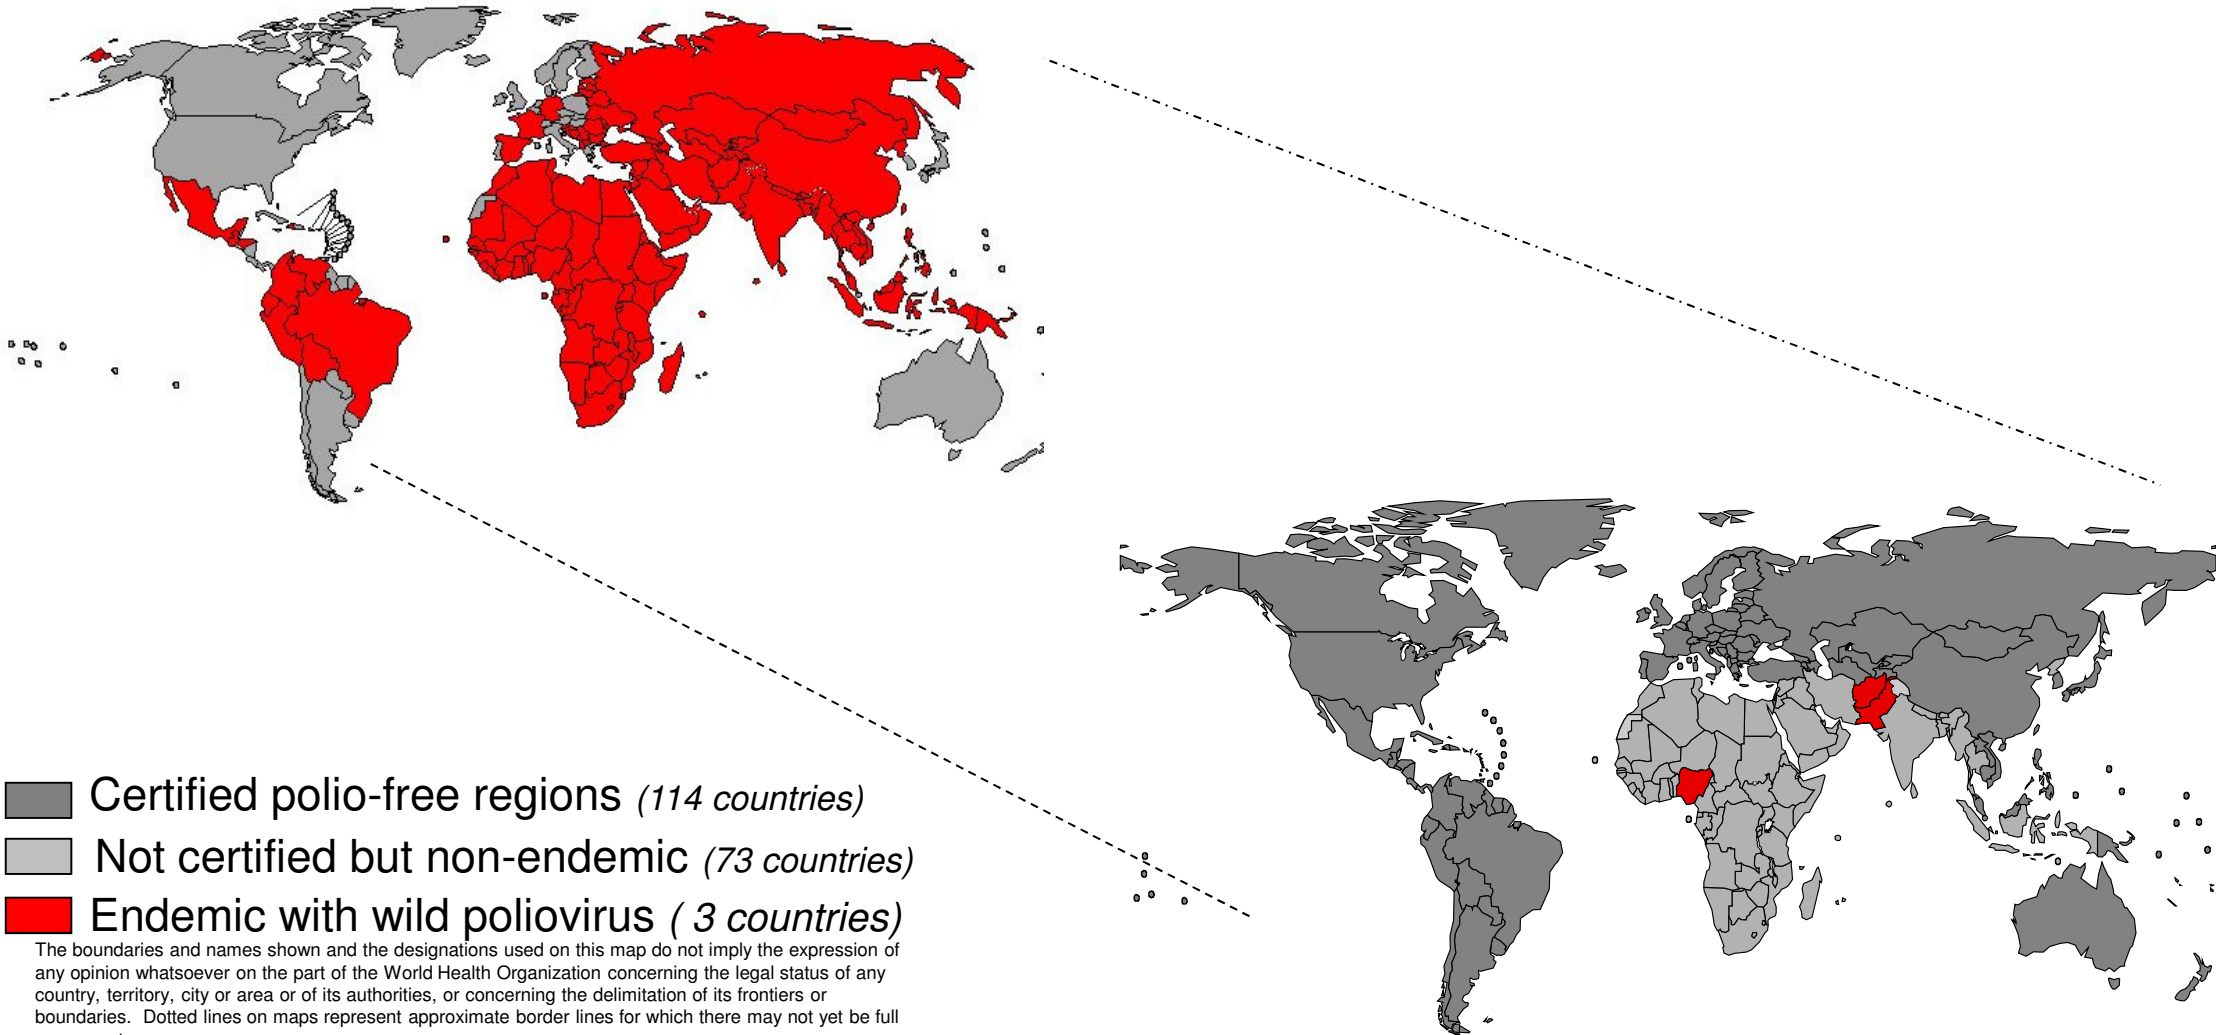 Certified polio-free regions (114 countries)
Not certified but non-endemic (73 countries)
Endemic with wild poliovirus ( 3 countries)
The boundaries and names shown and the designations used on this map do not imply the expression of
any opinion whatsoever on the part of the World Health Organization concerning the legal status of any
country, territory, city or area or of its authorities, or concerning the delimitation of its frontiers or
boundaries. Dotted lines on maps represent approximate border lines for which there may not yet be full